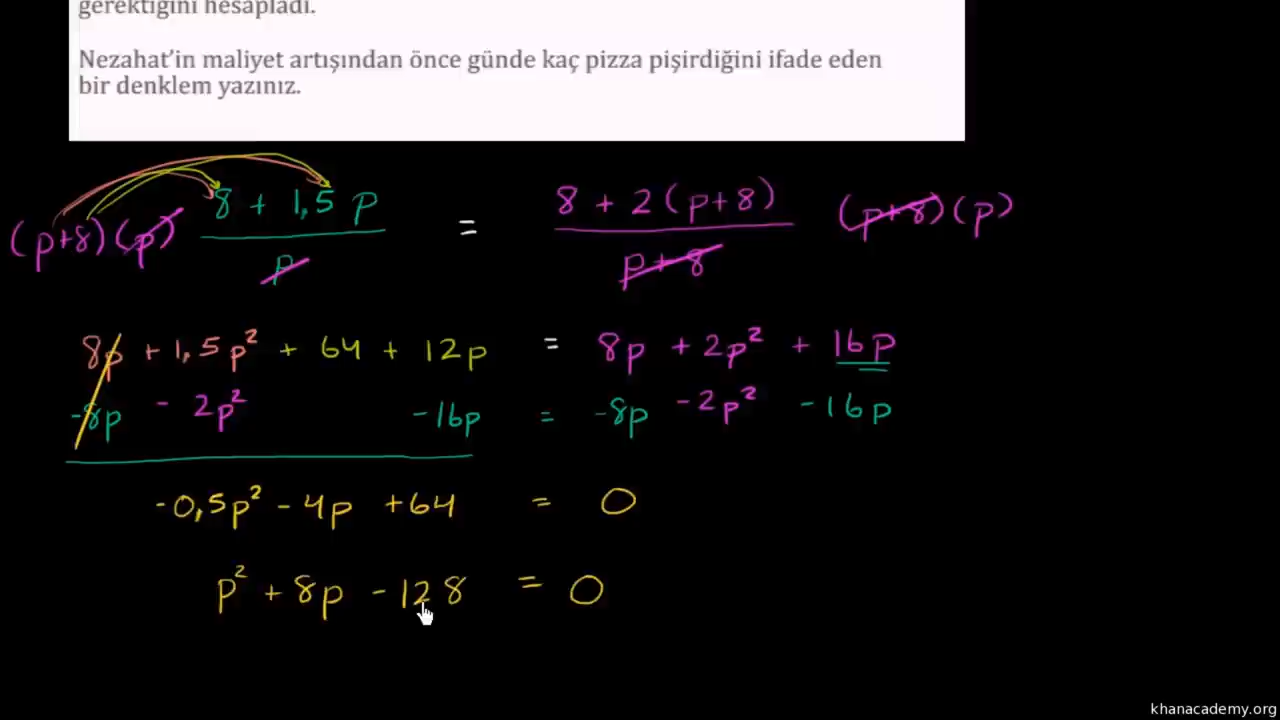 gerektiğini hesapladı.
Nezahat'in maliyet artışından önce günde kaç pizza pişirdiğini ifade eden
bir denklem yazınız.
(p+8)(p) 8 + 1,5 p = 8 + 2(p+8) (p+8)(p)
p p+8
8p + 1,5p² + 64 + 12p = 8p + 2p² + 16p
-8p - 2p² -16p = -8p -2p² -16p
-0,5p² - 4p +64 = 0
p² + 8p - 128 = 0
khanacademy.org